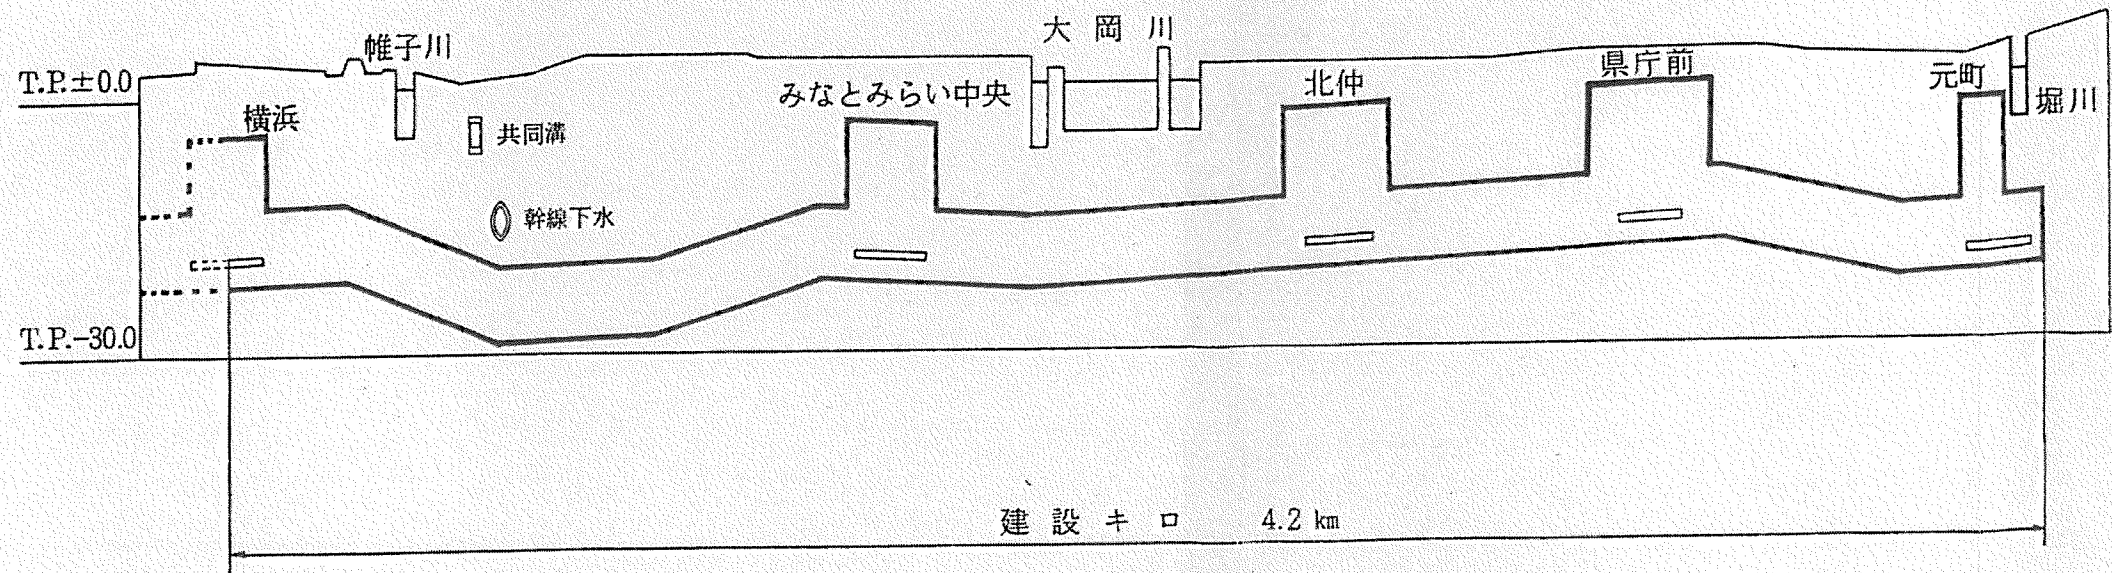 大岡川
帷子川
県庁前
T.P.±0.0
みなとみらい中央
北仲
元町
堀川
横浜
共同溝
幹線下水
T.P.-30.0
建設キロ 4.2 km